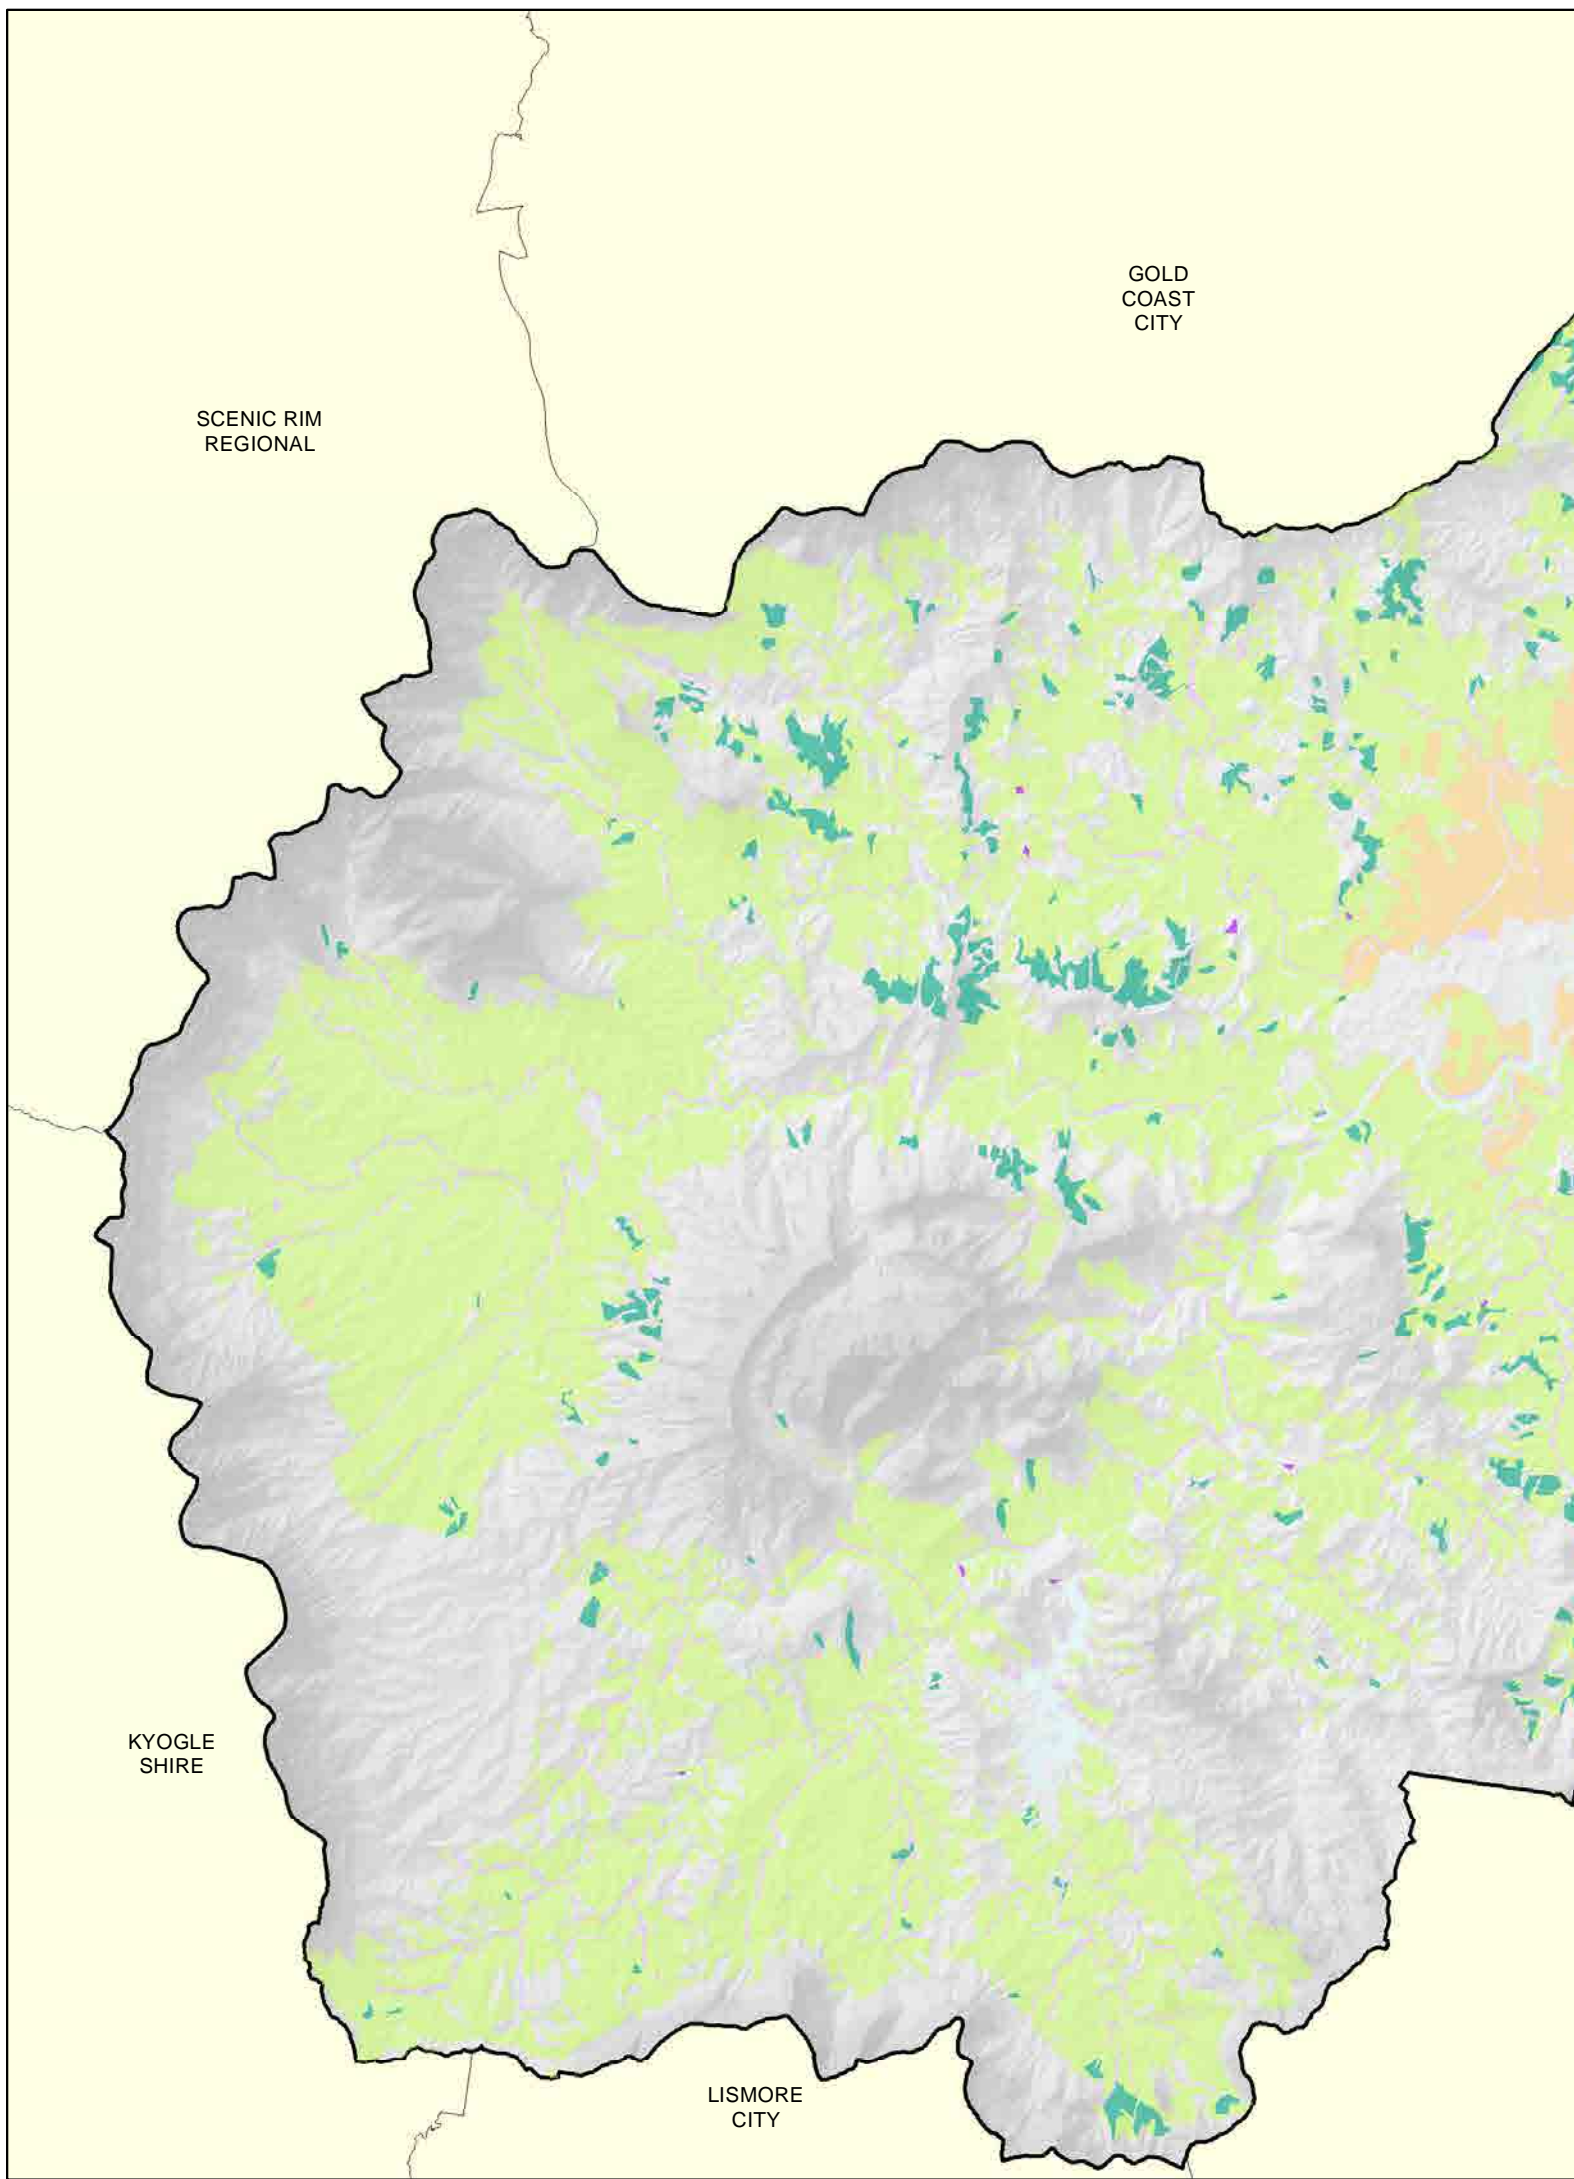 GOLD
COAST
CITY
SCENIC RIM
REGIONAL
KYOGLE
SHIRE
LISMORE
CITY